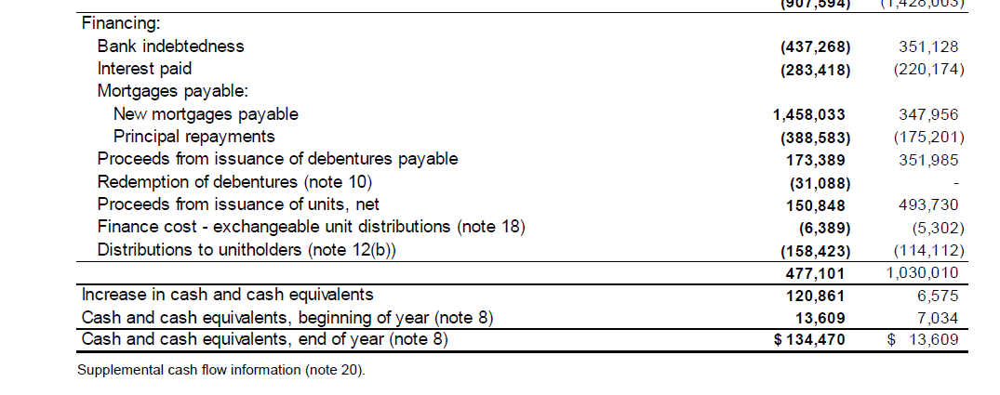 (907,594) (1,428,003)
Financing:
Bank indebtedness (437,268) 351,128
Interest paid (283,418) (220,174)
Mortgages payable:
New mortgages payable 1,458,033 347,956
Principal repayments (388,583) (175,201)
Proceeds from issuance of debentures payable 173,389 351,985
Redemption of debentures (note 10) (31,088) -
Proceeds from issuance of units, net 150,848 493,730
Finance cost - exchangeable unit distributions (note 18) (6,389) (5,302)
Distributions to unitholders (note 12(b)) (158,423) (114,112)
477,101 1,030,010
Increase in cash and cash equivalents 120,861 6,575
Cash and cash equivalents, beginning of year (note 8) 13,609 7,034
Cash and cash equivalents, end of year (note 8) $ 134,470 $ 13,609
Supplemental cash flow information (note 20).